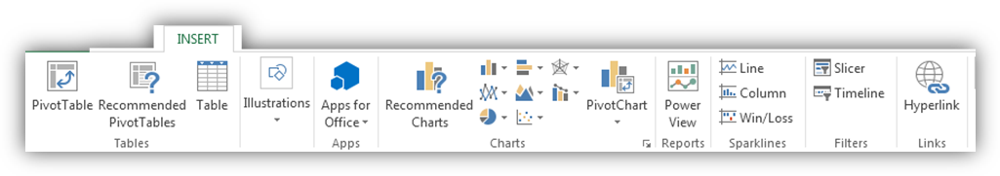 INSERT
PivotTable
Recommended
PivotTables
Table
Tables
Illustrations
Apps for
Office
Apps
Recommended
Charts
PivotChart
Charts
Power
View
Reports
Line
Column
Win/Loss
Sparklines
Slicer
Timeline
Filters
Hyperlink
Links